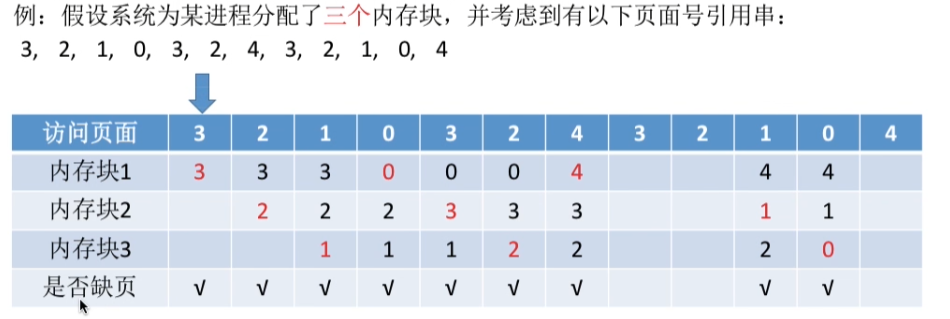 例：假设系统为某进程分配了三个内存块，并考虑到有以下页面号引用串：
3, 2, 1, 0, 3, 2, 4, 3, 2, 1, 0, 4
访问页面 3 2 1 0 3 2 4 3 2 1 0 4
内存块1 3 3 3 0 0 0 4 4 4
内存块2 2 2 2 3 3 3 1 1
内存块3 1 1 1 2 2 2 0
是否缺页 √ √ √ √ √ √ √ √ √